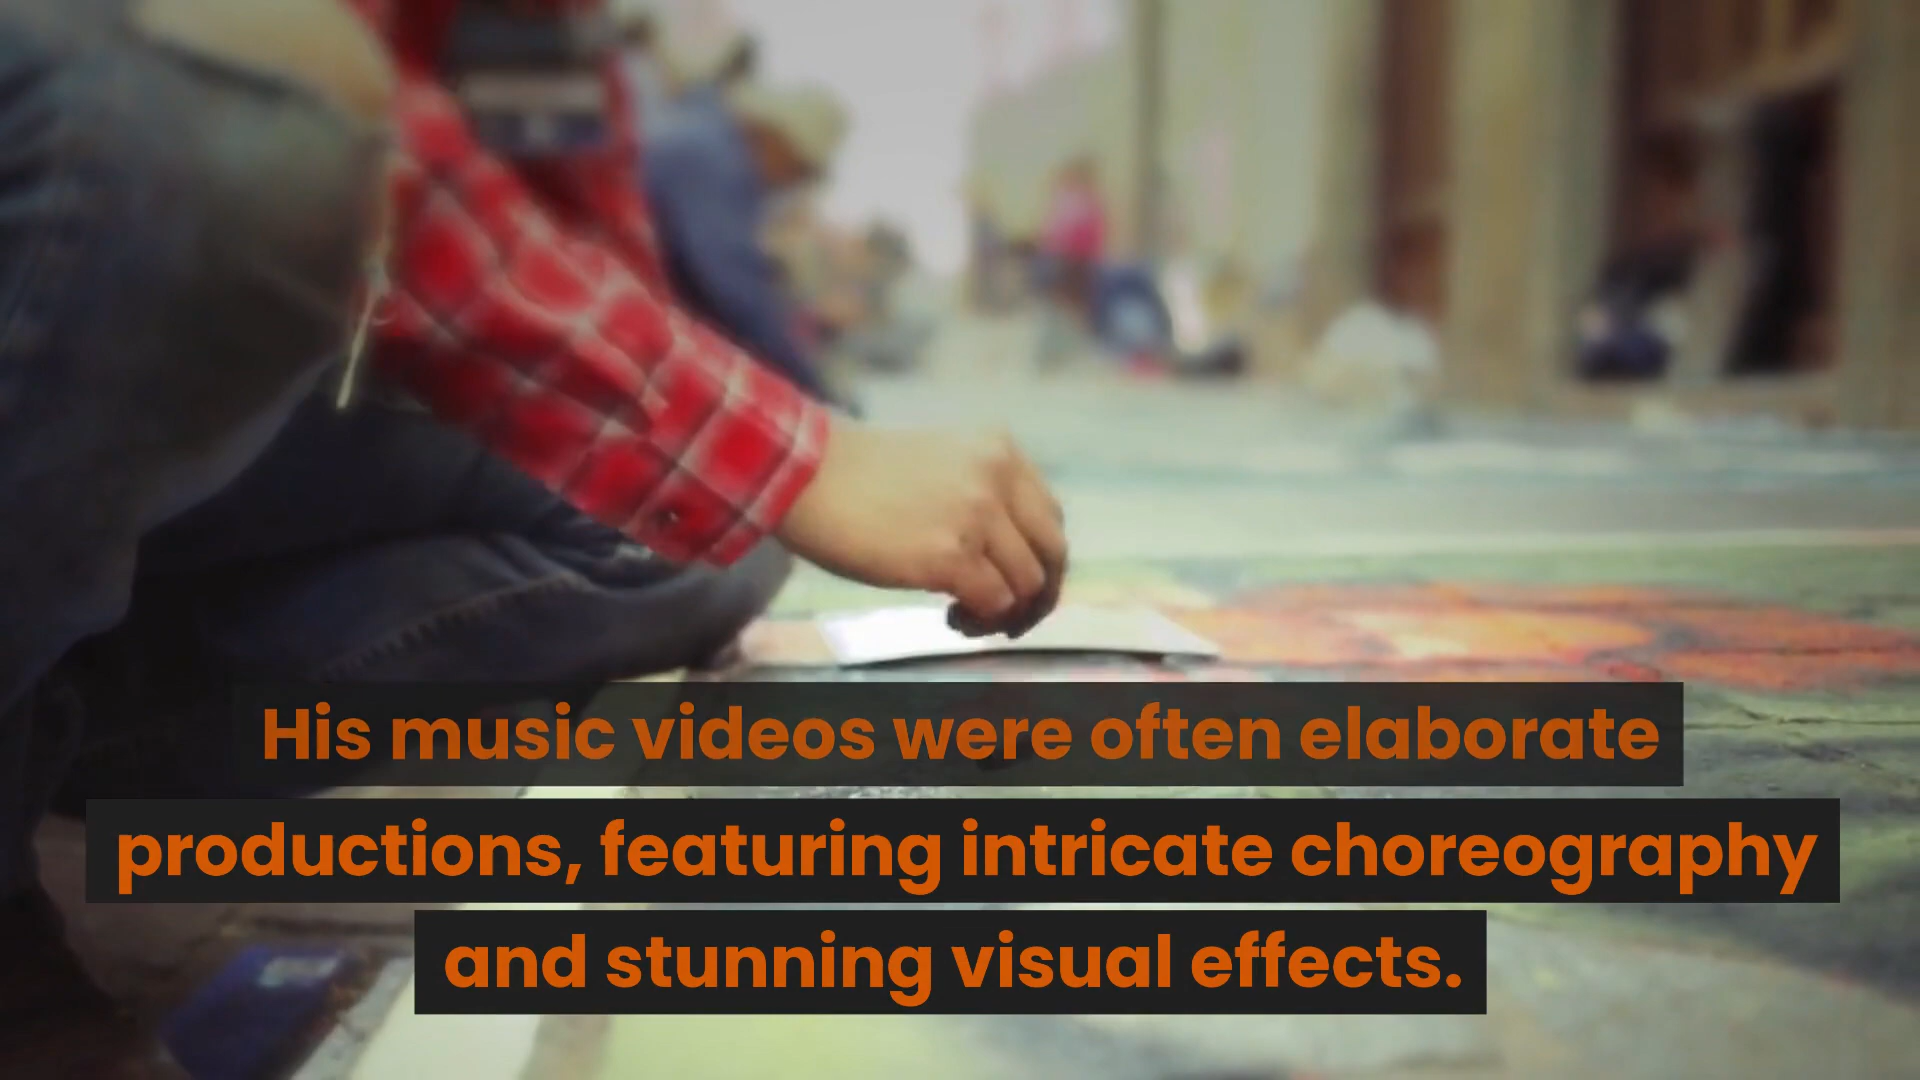 His music videos were often elaborate
productions, featuring intricate choreography
and stunning visual effects.